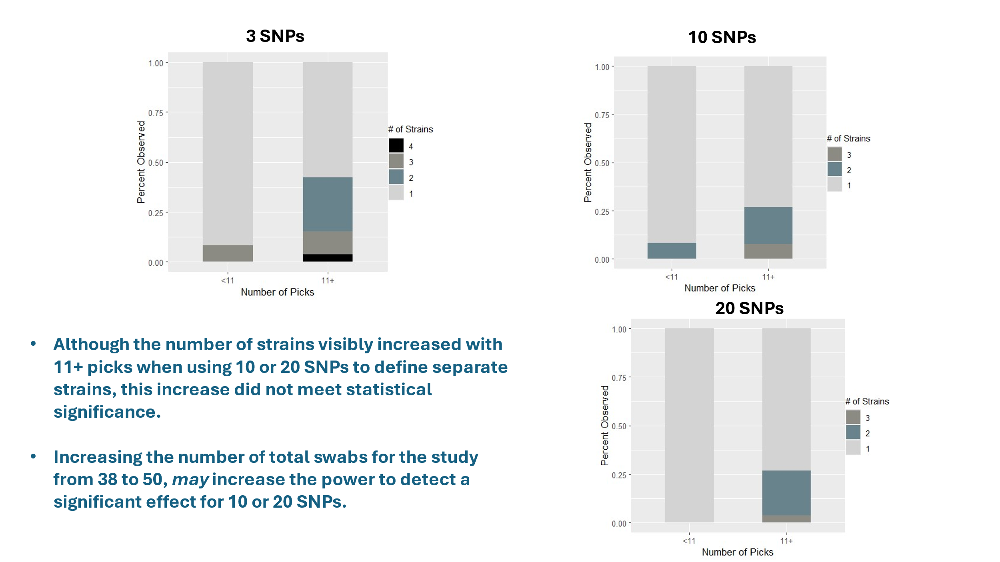 3 SNPs
1.00
0.75
0.50
0.25
0.00
Percent Observed
<11
11+
Number of Picks
# of Strains
4
3
2
1
10 SNPs
1.00
0.75
0.50
0.25
0.00
Percent Observed
<11
11+
Number of Picks
# of Strains
3
2
1
• Although the number of strains visibly increased with
11+ picks when using 10 or 20 SNPs to define separate
strains, this increase did not meet statistical
significance.
• Increasing the number of total swabs for the study
from 38 to 50, may increase the power to detect a
significant effect for 10 or 20 SNPs.
20 SNPs
1.00
0.75
0.50
0.25
0.00
Percent Observed
<11
11+
Number of Picks
# of Strains
3
2
1